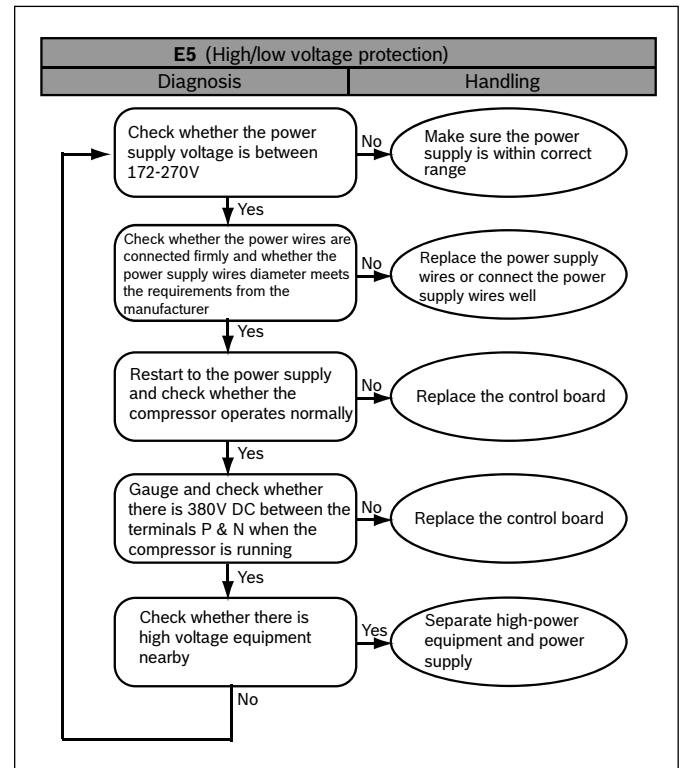 E5 (High/low voltage protection)
Diagnosis
Handling
Check whether the power
supply voltage is between
172-270V
No
Make sure the power
supply is within correct
range
Yes
Check whether the power wires are
connected firmly and whether the
power supply wires diameter meets
the requirements from the
manufacturer
No
Replace the power supply
wires or connect the power
supply wires well
Yes
Restart to the power supply
and check whether the
compressor operates normally
No
Replace the control board
Yes
Gauge and check whether
there is 380V DC between the
terminals P & N when the
compressor is running
No
Replace the control board
Yes
Check whether there is
high voltage equipment
nearby
Yes
Separate high-power
equipment and power
supply
No